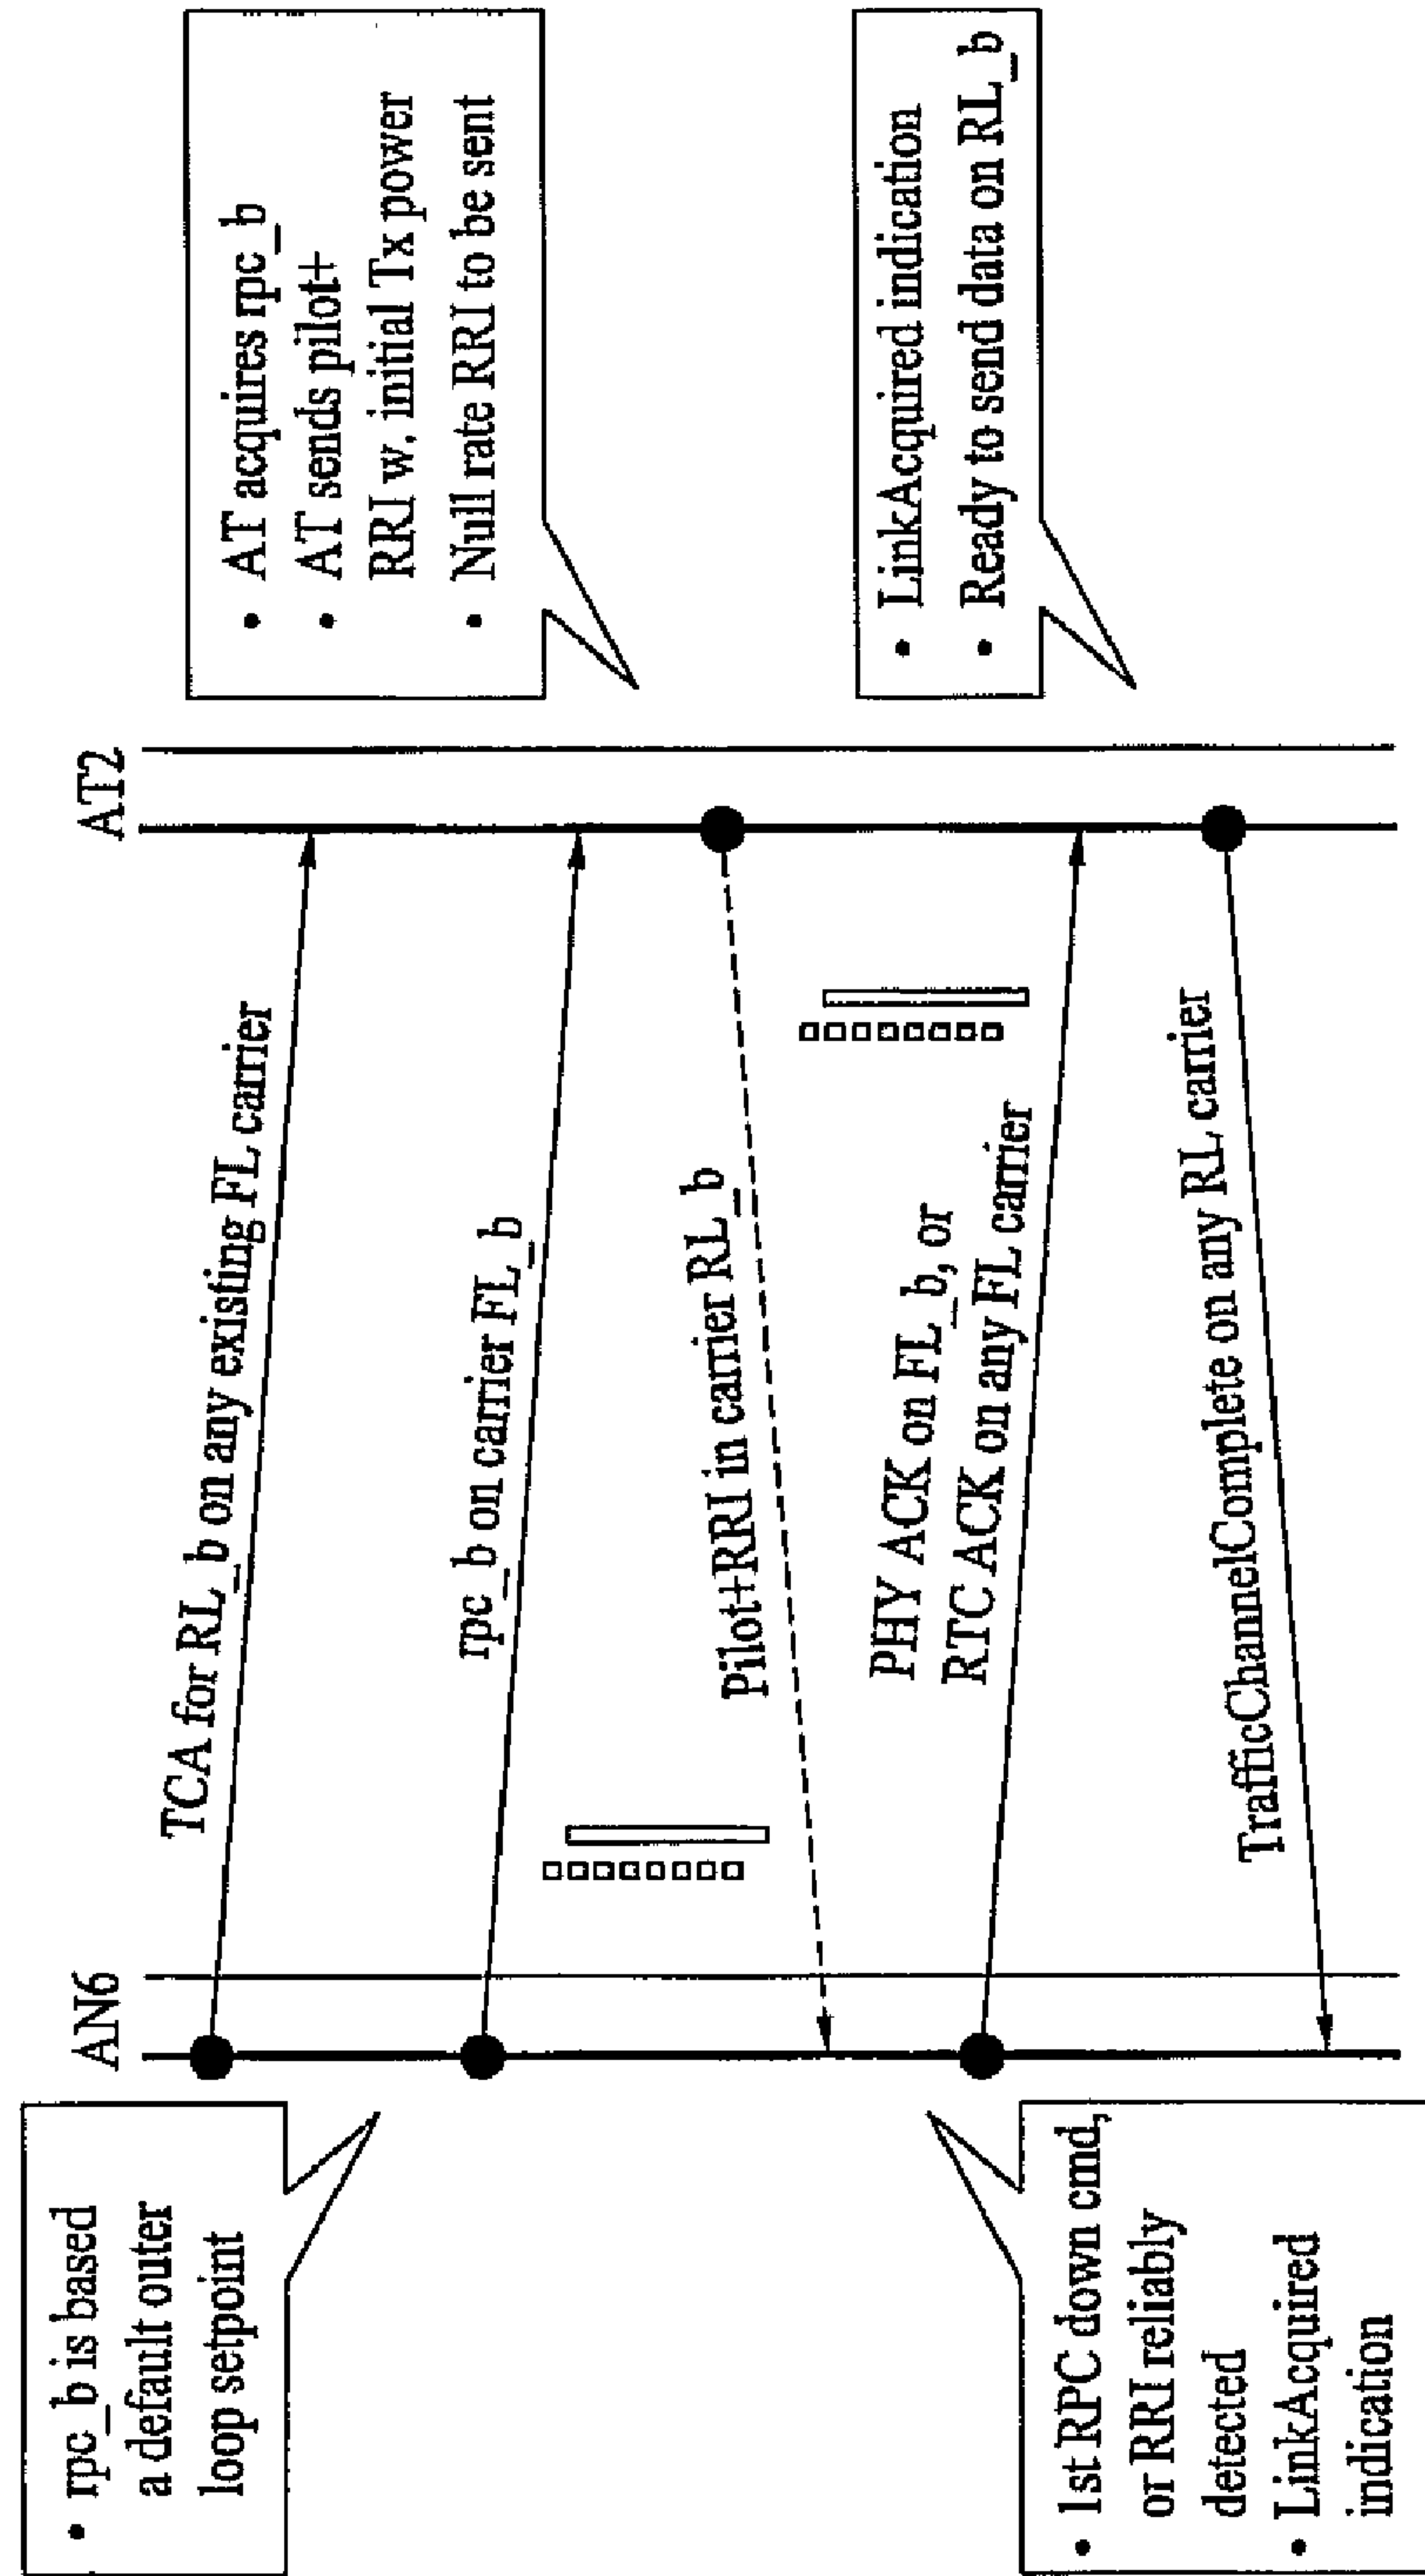 AN6
AT2
• rpc_b is based
a default outer
loop setpoint
TCA for RL_b on any existing FL carrier
rpc_b on carrier FL_b
• AT acquires rpc_b
• AT sends pilot+
RRI w. initial Tx power
• Null rate RRI to be sent
Pilot+RRI in carrier RL_b
• 1st RPC down cmd,
or RRI reliably
detected
• LinkAcquired
indication
PHY ACK on FL_b, or
RTC ACK on any FL carrier
• LinkAcquired indication
• Ready to send data on RL_b
TrafficChannelComplete on any RL carrier